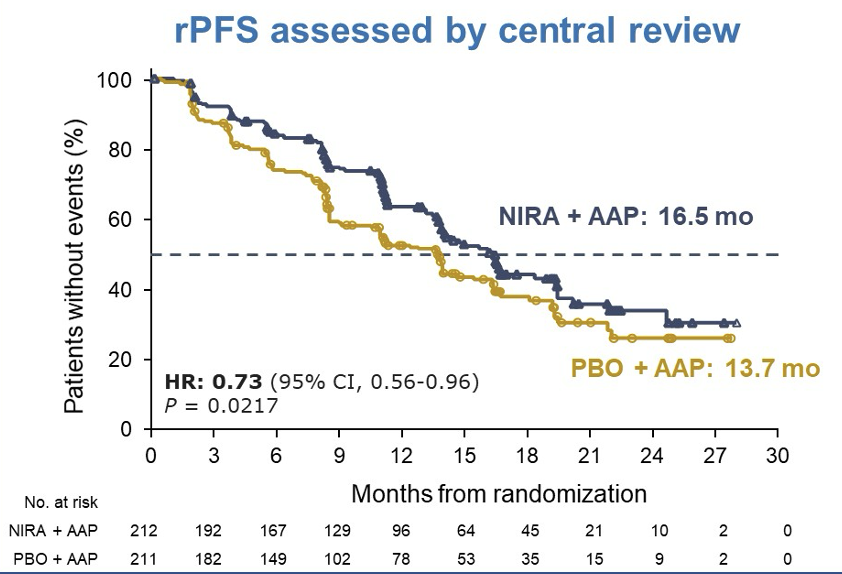 rPFS assessed by central review
Patients without events (%)
100
80
60
40
20
0
NIRA + AAP: 16.5 mo
PBO + AAP: 13.7 mo
HR: 0.73 (95% CI, 0.56-0.96)
P = 0.0217
0 3 6 9 12 15 18 21 24 27 30
Months from randomization
No. at risk
NIRA + AAP 212 192 167 129 96 64 45 21 10 2 0
PBO + AAP 211 182 149 102 78 53 35 15 9 2 0